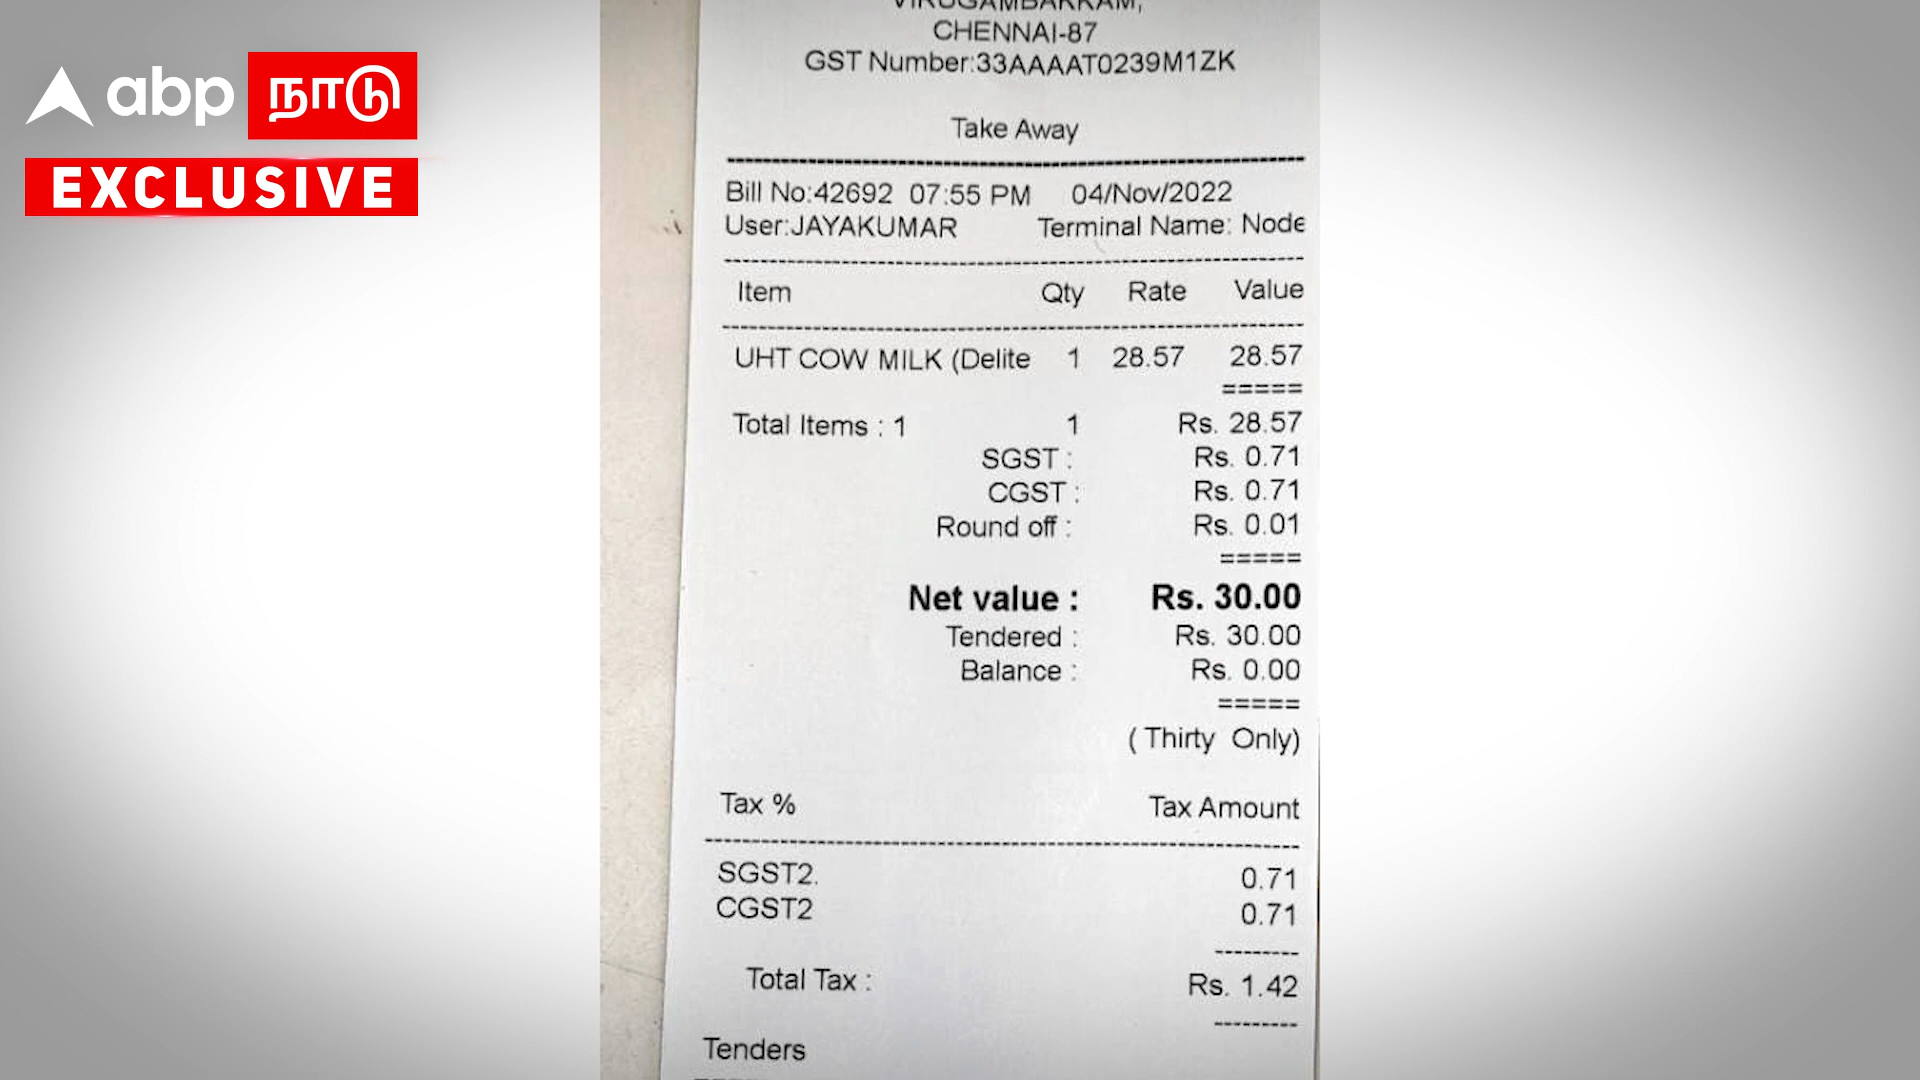 abp நாடு
EXCLUSIVE
VIRUGAMBAKKAM,
CHENNAI-87
GST Number:33AAAAT0239M1ZK
Take Away
Bill No:42692 07:55 PM 04/Nov/2022
User:JAYAKUMAR Terminal Name: Node
Item Qty Rate Value
UHT COW MILK (Delite 1 28.57 28.57
=====
Total Items : 1 1 Rs. 28.57
SGST : Rs. 0.71
CGST : Rs. 0.71
Round off : Rs. 0.01
=====
Net value : Rs. 30.00
Tendered : Rs. 30.00
Balance : Rs. 0.00
=====
( Thirty Only)
Tax % Tax Amount
SGST2. 0.71
CGST2 0.71
Total Tax : Rs. 1.42
Tenders